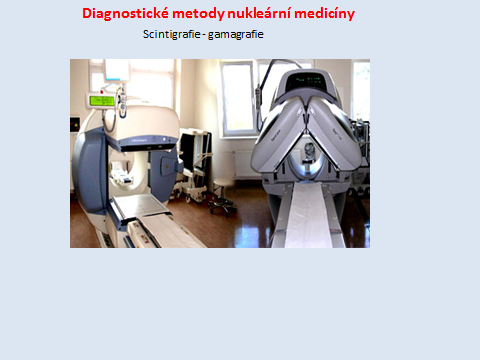 Diagnostické metody nukleární medicíny
Scintigrafie - gamagrafie